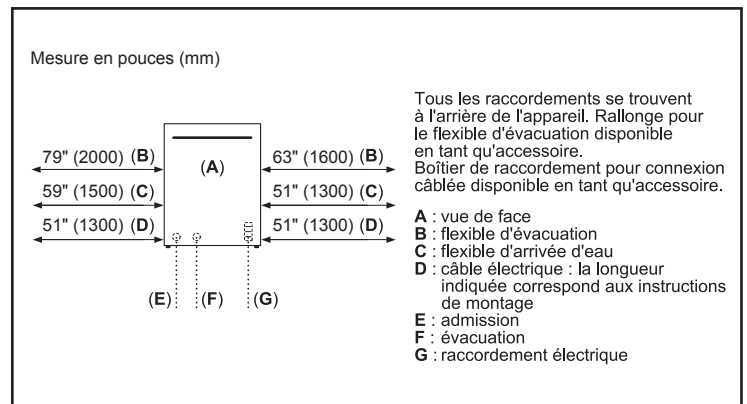 Mesure en pouces (mm)
79" (2000) (B)
63" (1600) (B)
(A)
59" (1500) (C)
51" (1300) (C)
51" (1300) (D)
51" (1300) (D)
(E)
(F)
(G)
Tous les raccordements se trouvent
à l'arrière de l'appareil. Rallonge pour
le flexible d'évacuation disponible
en tant qu'accessoire.
Boîtier de raccordement pour connexion
câblée disponible en tant qu'accessoire.
A : vue de face
B : flexible d'évacuation
C : flexible d'arrivée d'eau
D : câble électrique : la longueur
indiquée correspond aux instructions
de montage
E : admission
F : évacuation
G : raccordement électrique